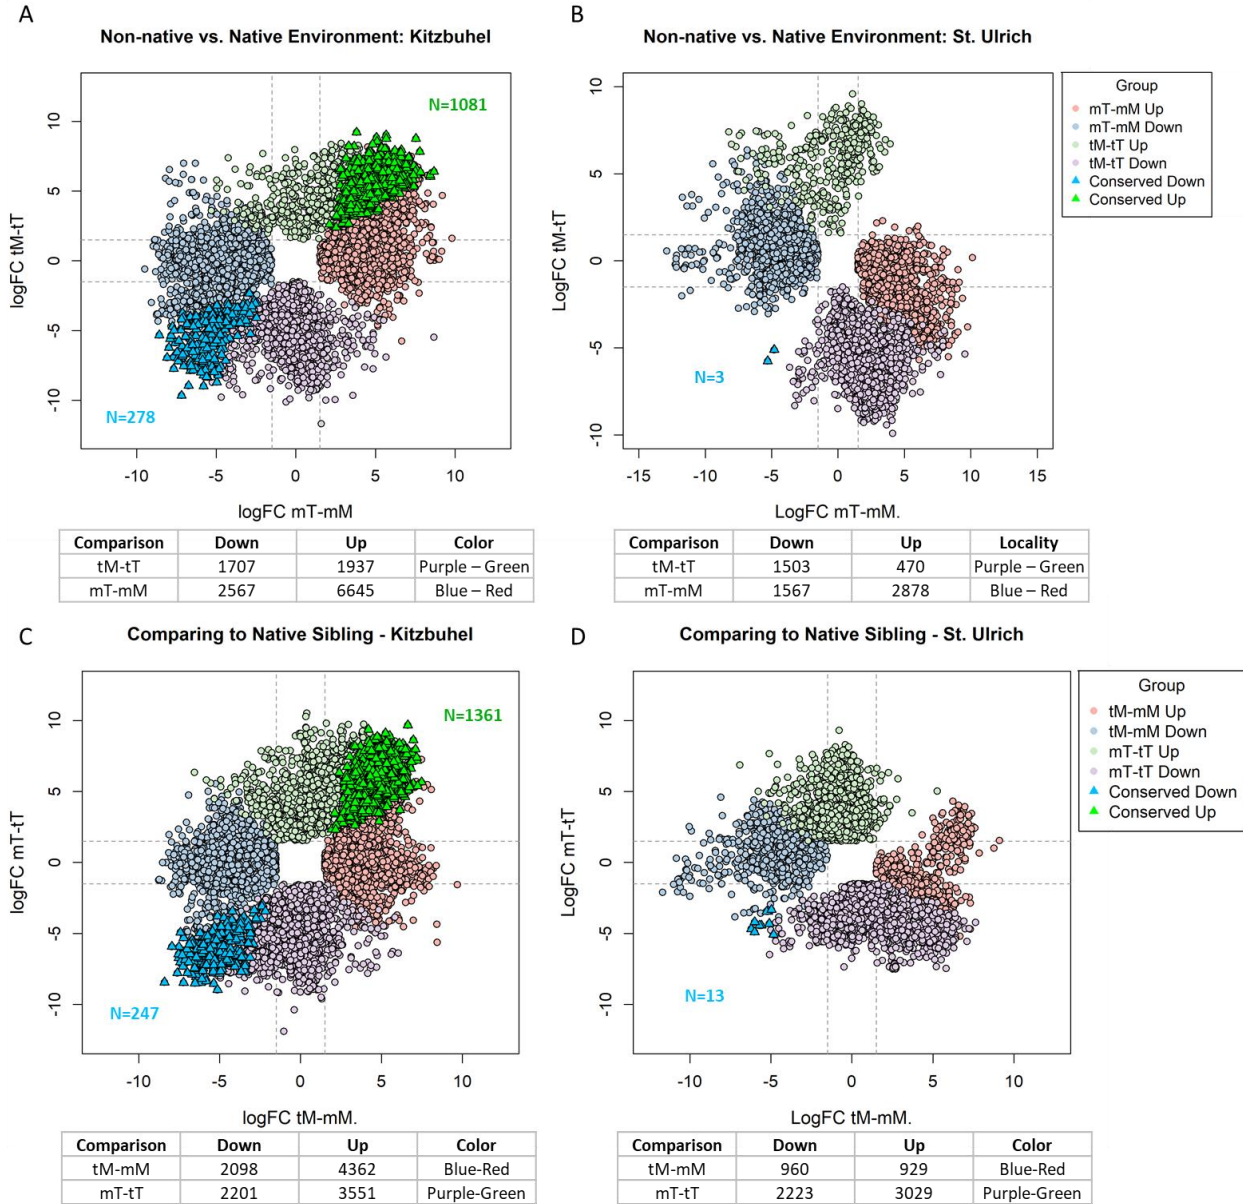 A
Non-native vs. Native Environment: Kitzbuhel
N=1081
N=278
logFC tM-tT
10
5
0
-5
-10
-10 -5 0 5 10
logFC mT-mM
Comparison Down Up Color
tM-tT 1707 1937 Purple – Green
mT-mM 2567 6645 Blue – Red
B
Non-native vs. Native Environment: St. Ulrich
N=3
LogFC tM-tT
10
5
0
-5
-10
-15 -10 -5 0 5 10 15
LogFC mT-mM.
Group
mT-mM Up
mT-mM Down
tM-tT Up
tM-tT Down
Conserved Down
Conserved Up
Comparison Down Up Locality
tM-tT 1503 470 Purple – Green
mT-mM 1567 2878 Blue – Red
C
Comparing to Native Sibling - Kitzbuhel
N=1361
N=247
logFC mT-tT
10
5
0
-5
-10
-10 -5 0 5 10
logFC tM-mM.
Comparison Down Up Color
tM-mM 2098 4362 Blue-Red
mT-tT 2201 3551 Purple-Green
D
Comparing to Native Sibling - St. Ulrich
N=13
LogFC mT-tT
10
5
0
-5
-10
-10 -5 0 5 10
LogFC tM-mM.
Group
tM-mM Up
tM-mM Down
mT-tT Up
mT-tT Down
Conserved Down
Conserved Up
Comparison Down Up Color
tM-mM 960 929 Blue-Red
mT-tT 2223 3029 Purple-Green